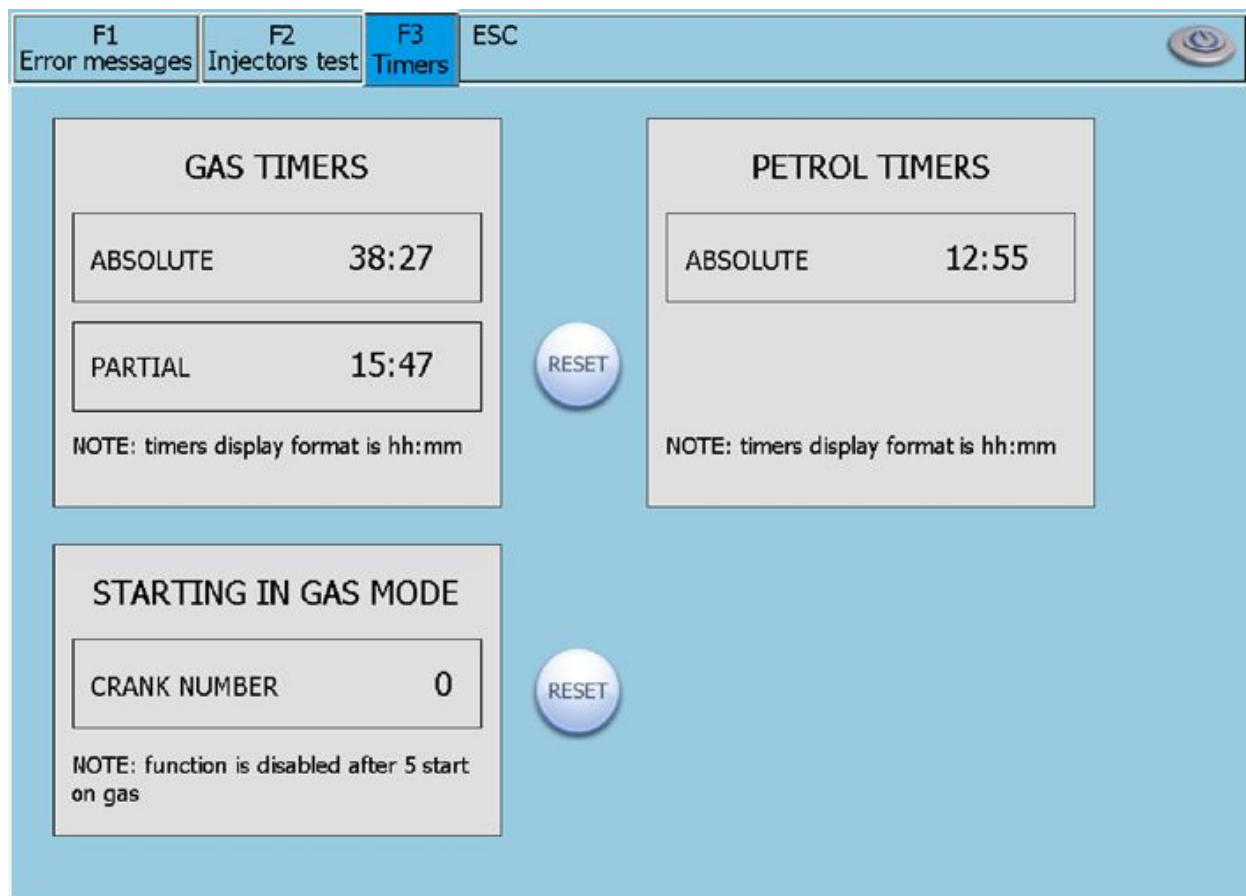 F1
Error messages
F2
Injectors test
F3
Timers
ESC
GAS TIMERS
ABSOLUTE 38:27
PARTIAL 15:47
RESET
NOTE: timers display format is hh:mm
PETROL TIMERS
ABSOLUTE 12:55
NOTE: timers display format is hh:mm
STARTING IN GAS MODE
CRANK NUMBER 0
RESET
NOTE: function is disabled after 5 start
on gas